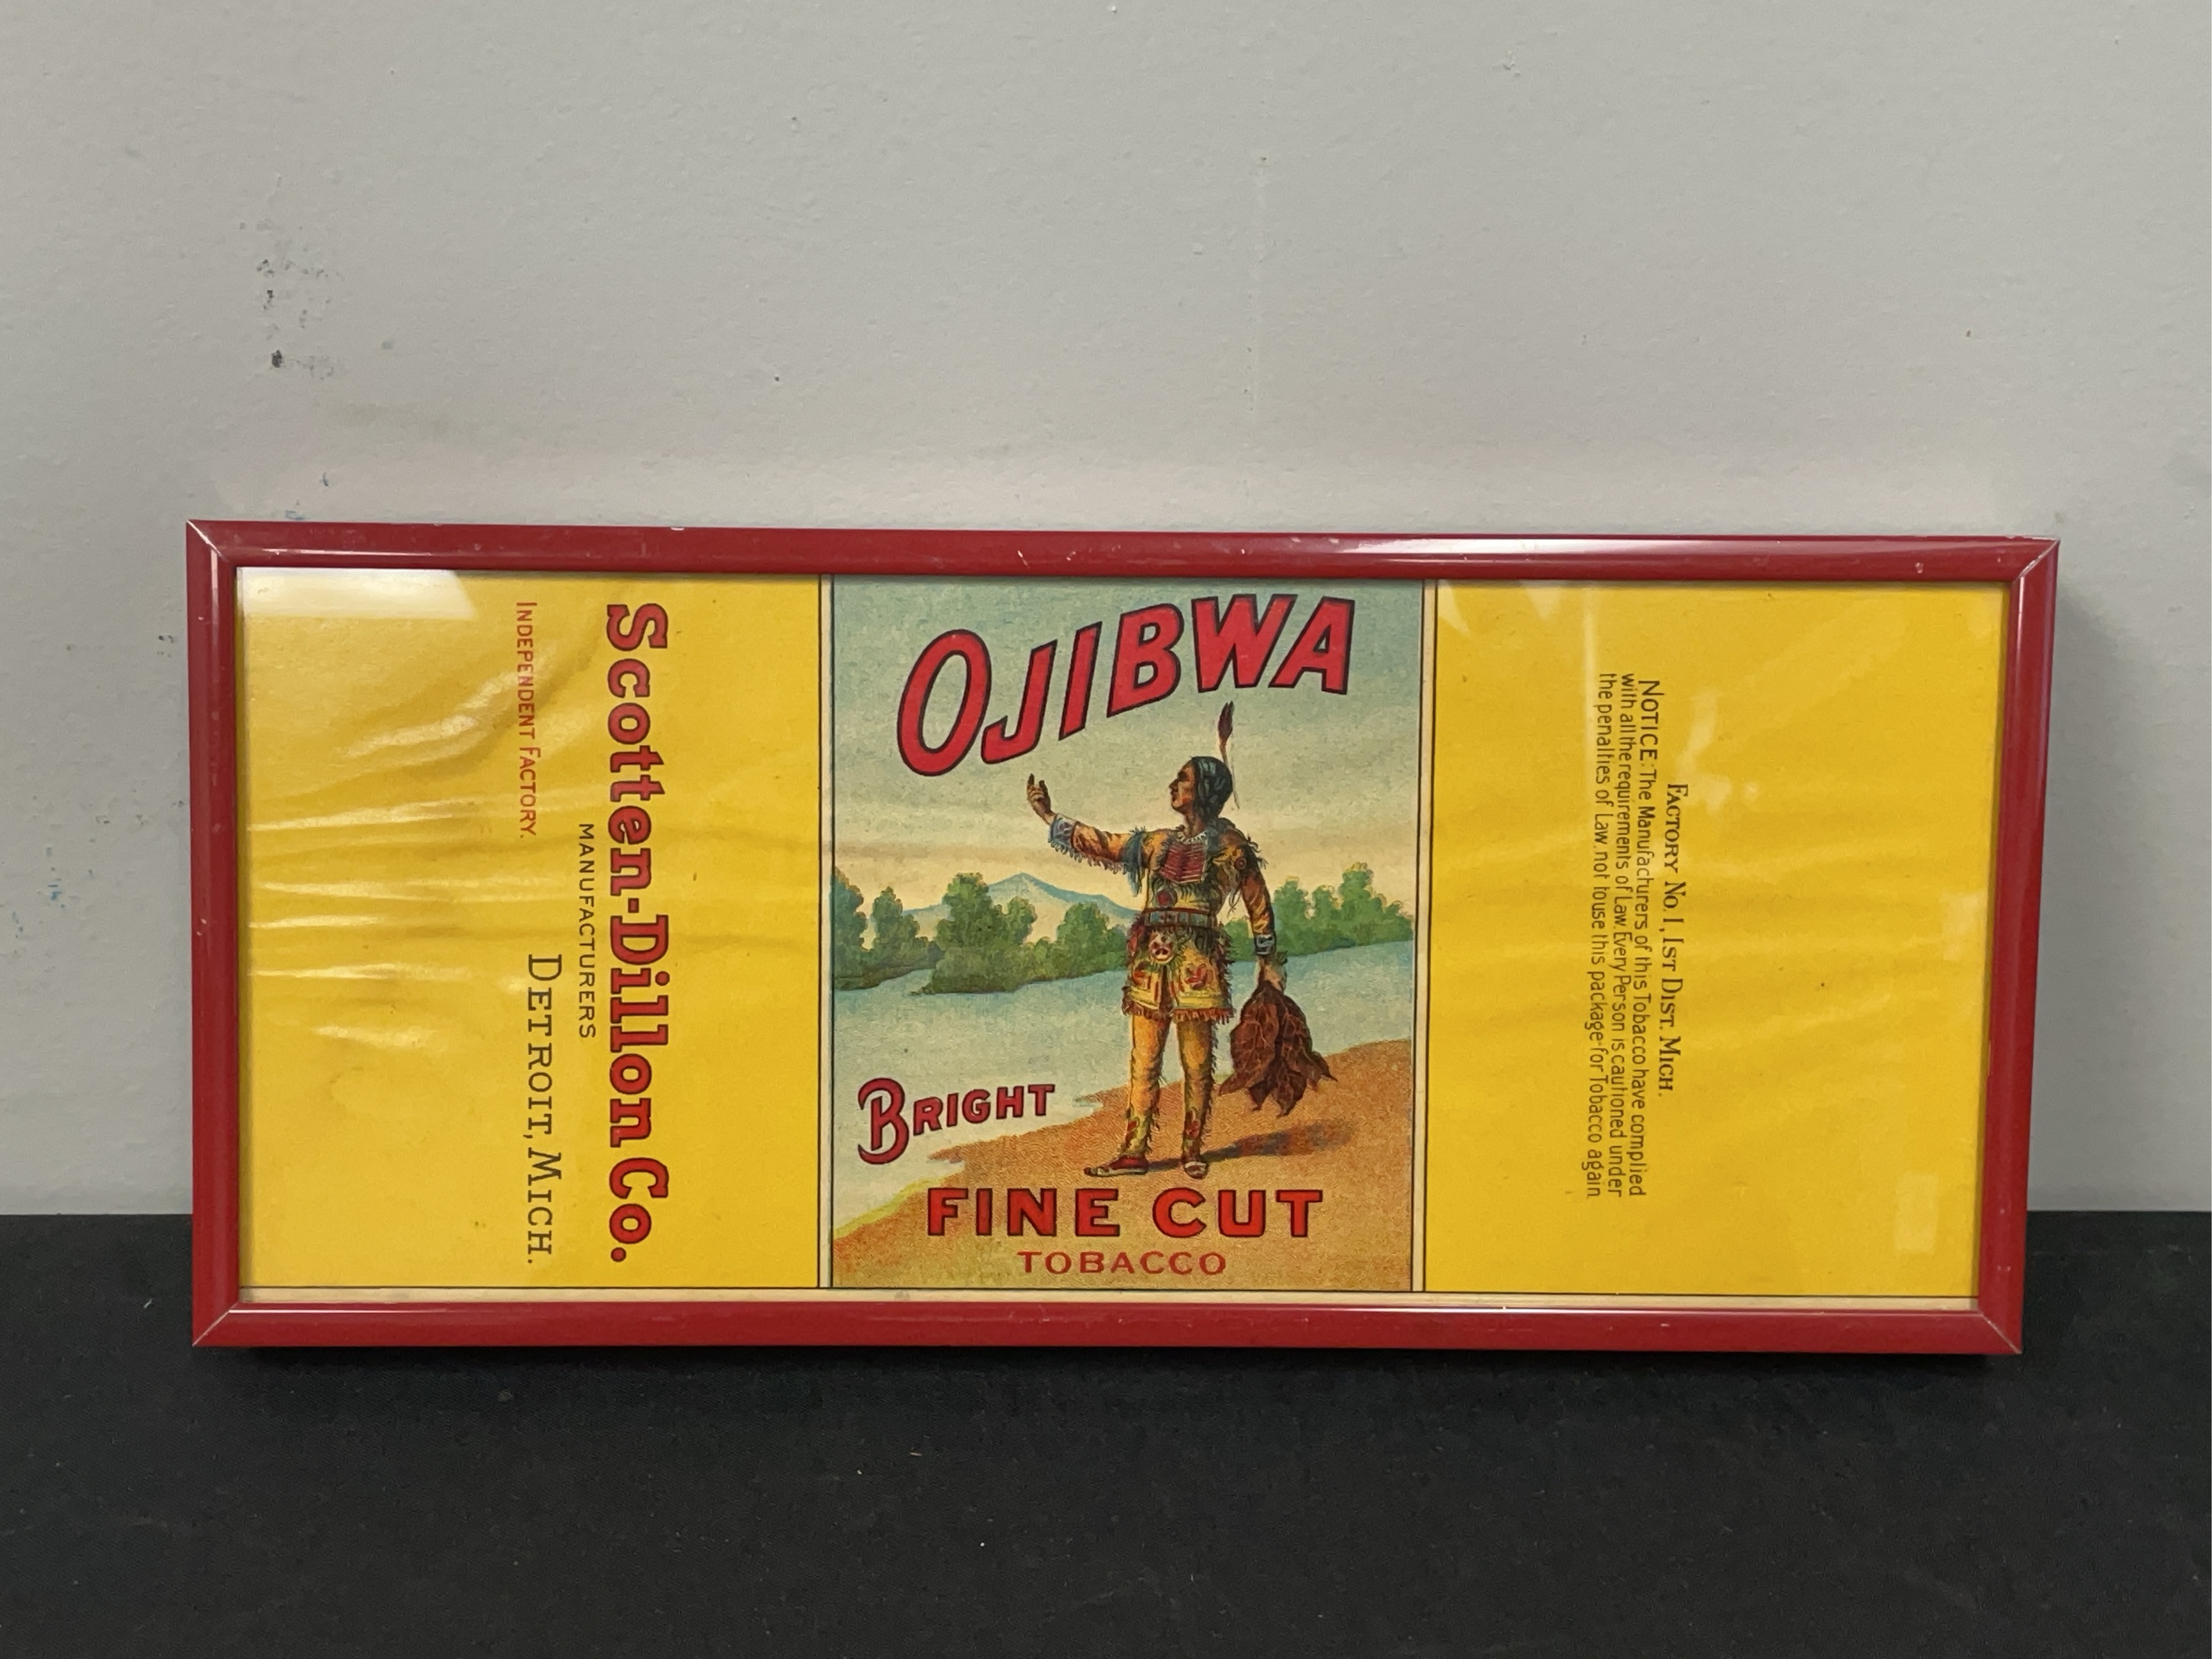 Scotten-Dillon Co.
MANUFACTURERS
DETROIT, MICH.
INDEPENDENT FACTORY.
OJIBWA
BRIGHT
FINE CUT
TOBACCO
FACTORY No. 1, 1ST DIST. MICH.
NOTICE: The Manufacturers of this Tobacco have complied
with all the requirements of Law. Every Person is cautioned under
the penalties of Law, not to use this package for Tobacco again